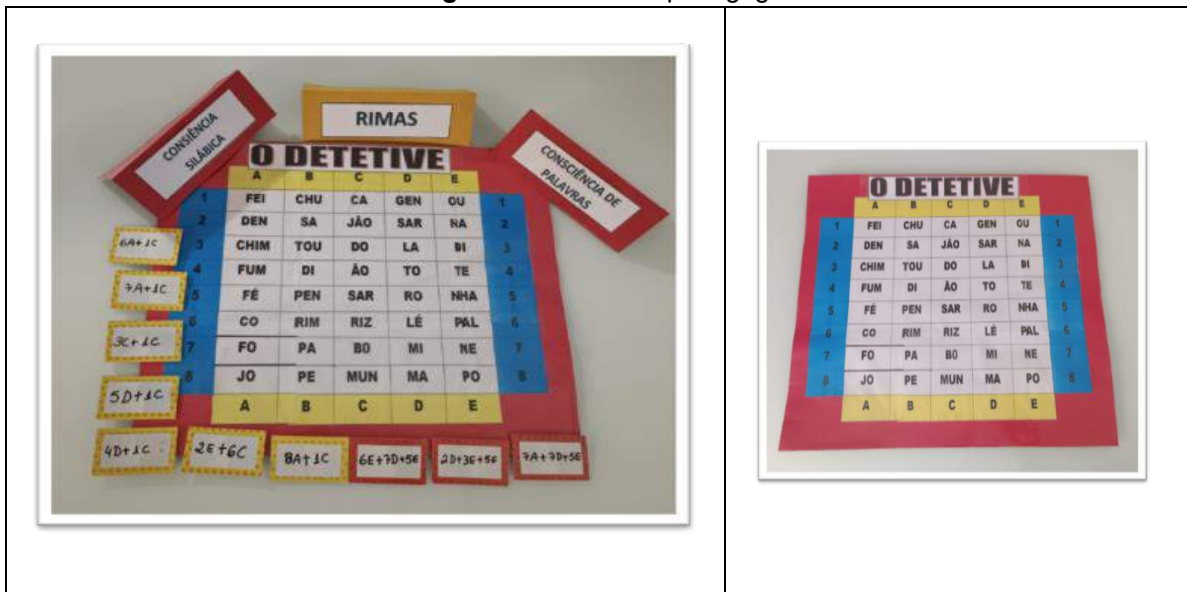 CONSIÊNCIA
SILÁBICA
RIMAS
CONSCIÊNCIA DE
PALAVRAS
O DETETIVE
A B C D E
1 FEI CHU CA GEN OU 1
2 DEN SA JÃO SAR NA 2
3 CHIM TOU DO LA BI 3
4 FUM DI ÃO TO TE 4
5 FÉ PEN SAR RO NHA 5
6 CO RIM RIZ LÉ PAL 6
7 FO PA BO MI NE 7
8 JO PE MUN MA PO 8
A B C D E
6A+1C
7A+1C
3C+1C
5D+1C
4D+1C
2E+6C
8A+1C
6E+7D+5E
2D+3E+5E
7A+7D+5E
O DETETIVE
A B C D E
1 FEI CHU CA GEN OU 1
2 DEN SA JÃO SAR NA 2
3 CHIM TOU DO LA BI 3
4 FUM DI ÃO TO TE 4
5 FÉ PEN SAR RO NHA 5
6 CO RIM RIZ LÉ PAL 6
7 FO PA BO MI NE 7
8 JO PE MUN MA PO 8
A B C D E